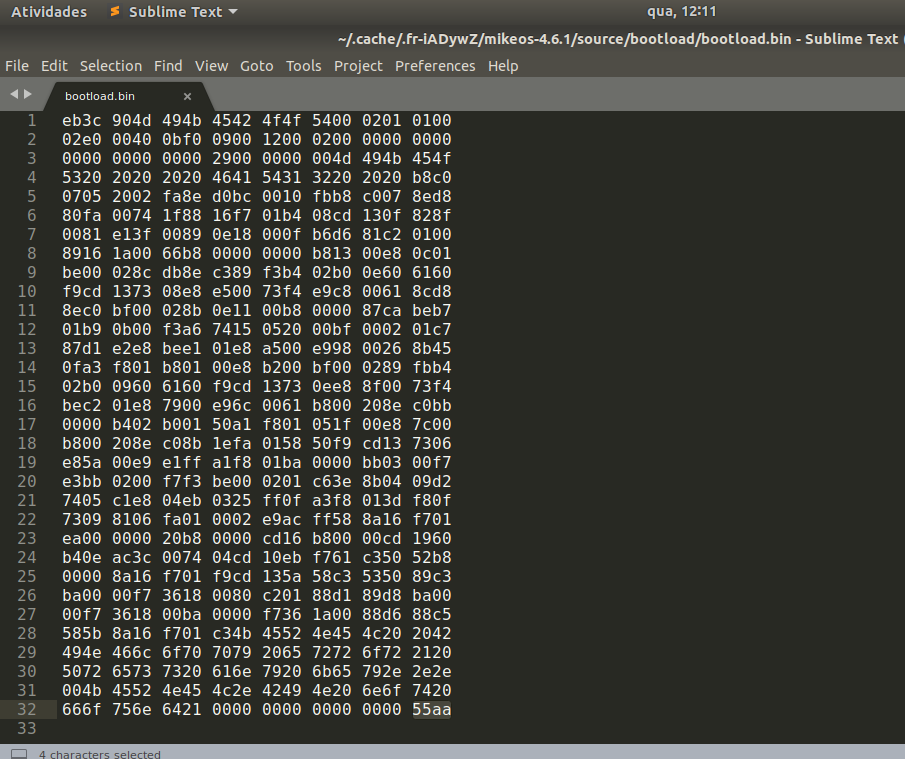 Atividades Sublime Text qua, 12:11
~/.cache/.fr-iADywZ/mikeos-4.6.1/source/bootload/bootload.bin - Sublime Text (
File Edit Selection Find View Goto Tools Project Preferences Help
bootload.bin ×
1 eb3c 904d 494b 4542 4f4f 5400 0201 0100
2 02e0 0040 0bf0 0900 1200 0200 0000 0000
3 0000 0000 0000 2900 0000 004d 494b 454f
4 5320 2020 2020 4641 5431 3220 2020 b8c0
5 0705 2002 fa8e d0bc 0010 fbb8 c007 8ed8
6 80fa 0074 1f88 16f7 01b4 08cd 130f 828f
7 0081 e13f 0089 0e18 000f b6d6 81c2 0100
8 8916 1a00 66b8 0000 0000 b813 00e8 0c01
9 be00 028c db8e c389 f3b4 02b0 0e60 6160
10 f9cd 1373 08e8 e500 73f4 e9c8 0061 8cd8
11 8ec0 bf00 028b 0e11 00b8 0000 87ca beb7
12 01b9 0b00 f3a6 7415 0520 00bf 0002 01c7
13 87d1 e2e8 bee1 01e8 a500 e998 0026 8b45
14 0fa3 f801 b801 00e8 b200 bf00 0289 fbb4
15 02b0 0960 6160 f9cd 1373 0ee8 8f00 73f4
16 bec2 01e8 7900 e96c 0061 b800 208e c0bb
17 0000 b402 b001 50a1 f801 051f 00e8 7c00
18 b800 208e c08b 1efa 0158 50f9 cd13 7306
19 e85a 00e9 e1ff a1f8 01ba 0000 bb03 00f7
20 e3bb 0200 f7f3 be00 0201 c63e 8b04 09d2
21 7405 c1e8 04eb 0325 ff0f a3f8 013d f80f
22 7309 8106 fa01 0002 e9ac ff58 8a16 f701
23 ea00 0000 20b8 0000 cd16 b800 00cd 1960
24 b40e ac3c 0074 04cd 10eb f761 c350 52b8
25 0000 8a16 f701 f9cd 135a 58c3 5350 89c3
26 ba00 00f7 3618 0080 c201 88d1 89d8 ba00
27 00f7 3618 00ba 0000 f736 1a00 88d6 88c5
28 585b 8a16 f701 c34b 4552 4e45 4c20 2042
29 494e 466c 6f70 7079 2065 7272 6f72 2120
30 5072 6573 7320 616e 7920 6b65 792e 2e2e
31 004b 4552 4e45 4c2e 4249 4e20 6e6f 7420
32 666f 756e 6421 0000 0000 0000 0000 55aa
33
4 characters selected